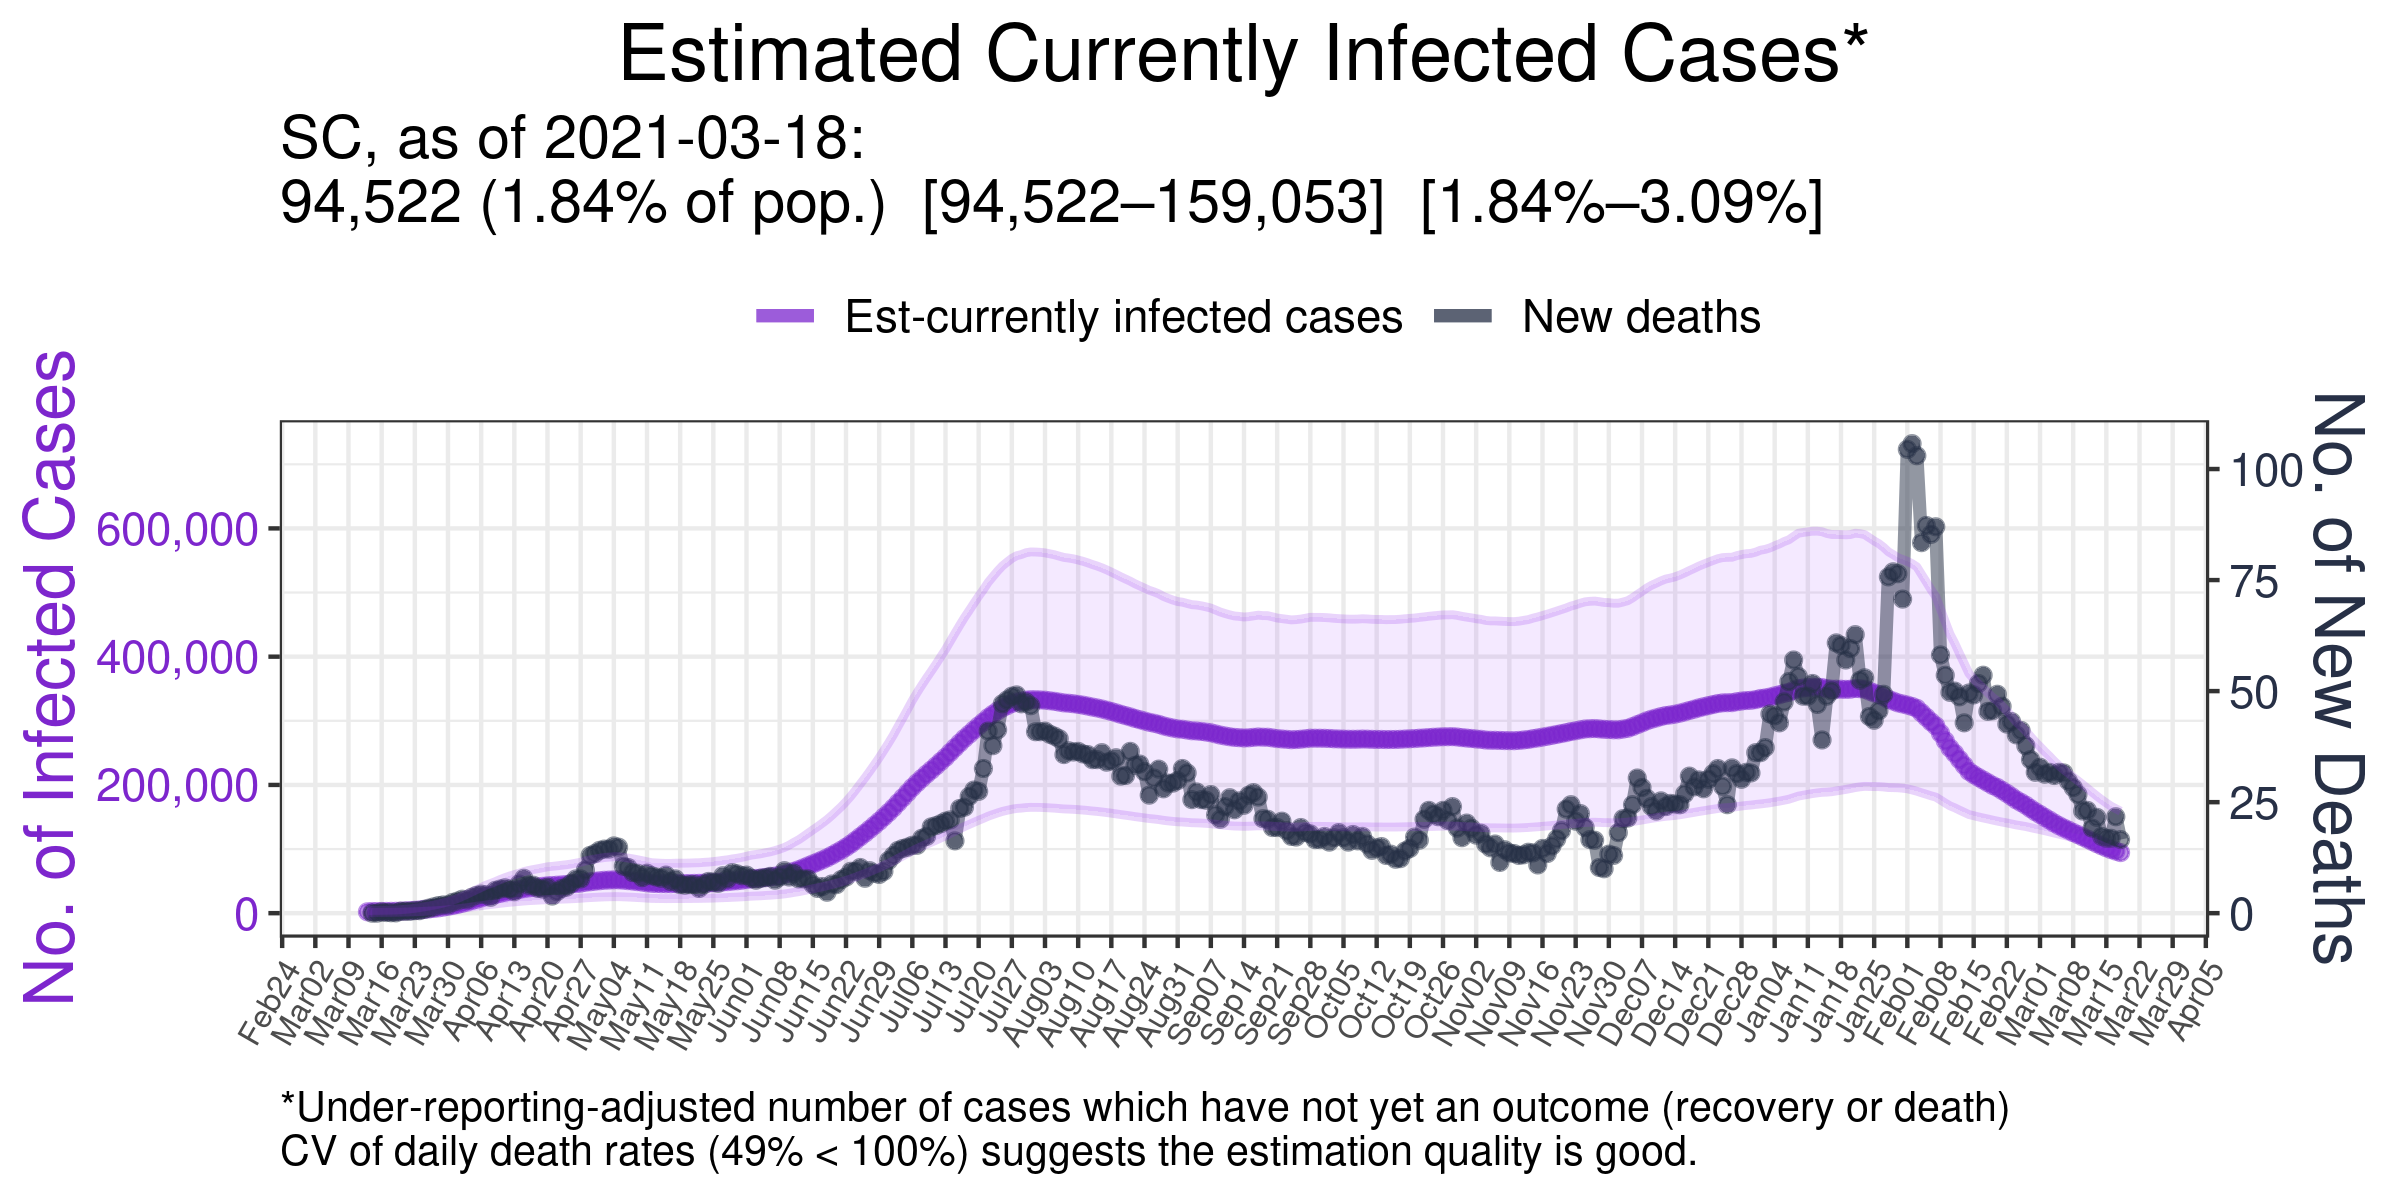 Estimated Currently Infected Cases*
SC, as of 2021-03-18:
94,522 (1.84% of pop.)  [94,522–159,053]  [1.84%–3.09%]
Est-currently infected cases
New deaths
No. of Infected Cases
600,000
400,000
200,000
0
100
75
50
25
0
No. of New Deaths
Feb24
Mar02
Mar09
Mar16
Mar23
Mar30
Apr06
Apr13
Apr20
Apr27
May04
May11
May18
May25
Jun01
Jun08
Jun15
Jun22
Jun29
Jul06
Jul13
Jul20
Jul27
Aug03
Aug10
Aug17
Aug24
Aug31
Sep07
Sep14
Sep21
Sep28
Oct05
Oct12
Oct19
Oct26
Nov02
Nov09
Nov16
Nov23
Nov30
Dec07
Dec14
Dec21
Dec28
Jan04
Jan11
Jan18
Jan25
Feb01
Feb08
Feb15
Feb22
Mar01
Mar08
Mar15
Mar22
Mar29
Apr05
*Under-reporting-adjusted number of cases which have not yet an outcome (recovery or death)
CV of daily death rates (49% < 100%) suggests the estimation quality is good.